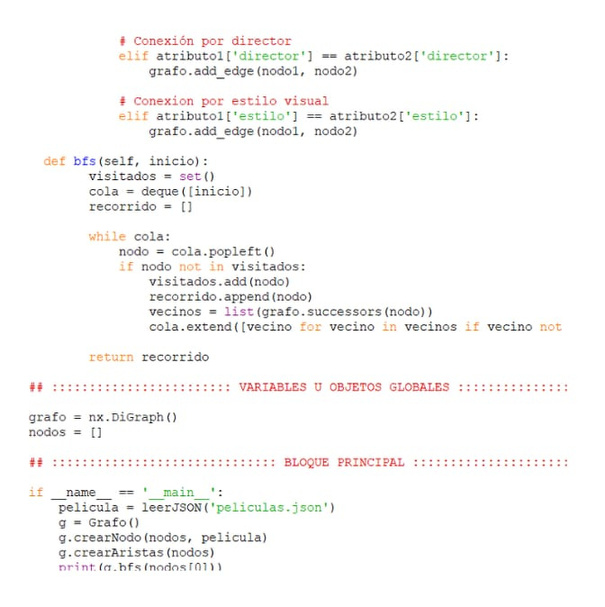 # Conexión por director
elif atributo1['director'] == atributo2['director']:
grafo.add_edge(nodo1, nodo2)
# Conexion por estilo visual
elif atributo1['estilo'] == atributo2['estilo']:
grafo.add_edge(nodo1, nodo2)
def bfs(self, inicio):
visitados = set()
cola = deque([inicio])
recorrido = []
while cola:
nodo = cola.popleft()
if nodo not in visitados:
visitados.add(nodo)
recorrido.append(nodo)
vecinos = list(grafo.successors(nodo))
cola.extend([vecino for vecino in vecinos if vecino not
return recorrido
## :::::::::::::::::::::::: VARIABLES U OBJETOS GLOBALES :::::::::::::::
grafo = nx.DiGraph()
nodos = []
## :::::::::::::::::::::::::::::: BLOQUE PRINCIPAL :::::::::::::::::::::
if __name__ == '__main__':
pelicula = leerJSON('peliculas.json')
g = Grafo()
g.crearNodo(nodos, pelicula)
g.crearAristas(nodos)
print(g.bfs(nodos[0]))